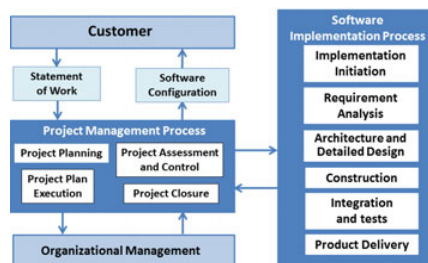 Customer
Statement
of Work
Software
Configuration
Project Management Process
Project Planning
Project Plan
Execution
Project Assessment
and Control
Project Closure
Organizational Management
Software
Implementation Process
Implementation
Initiation
Requirement
Analysis
Architecture and
Detailed Design
Construction
Integration
and tests
Product Delivery